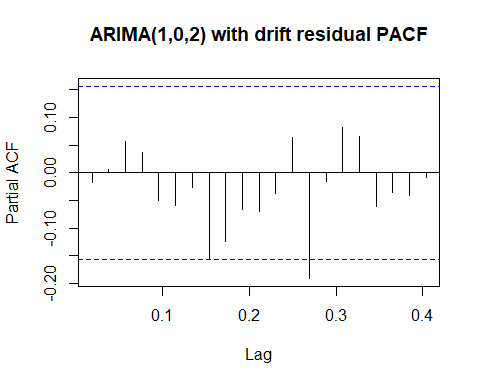 ARIMA(1,0,2) with drift residual PACF
Partial ACF
0.10
0.00
-0.10
-0.20
0.1 0.2 0.3 0.4
Lag